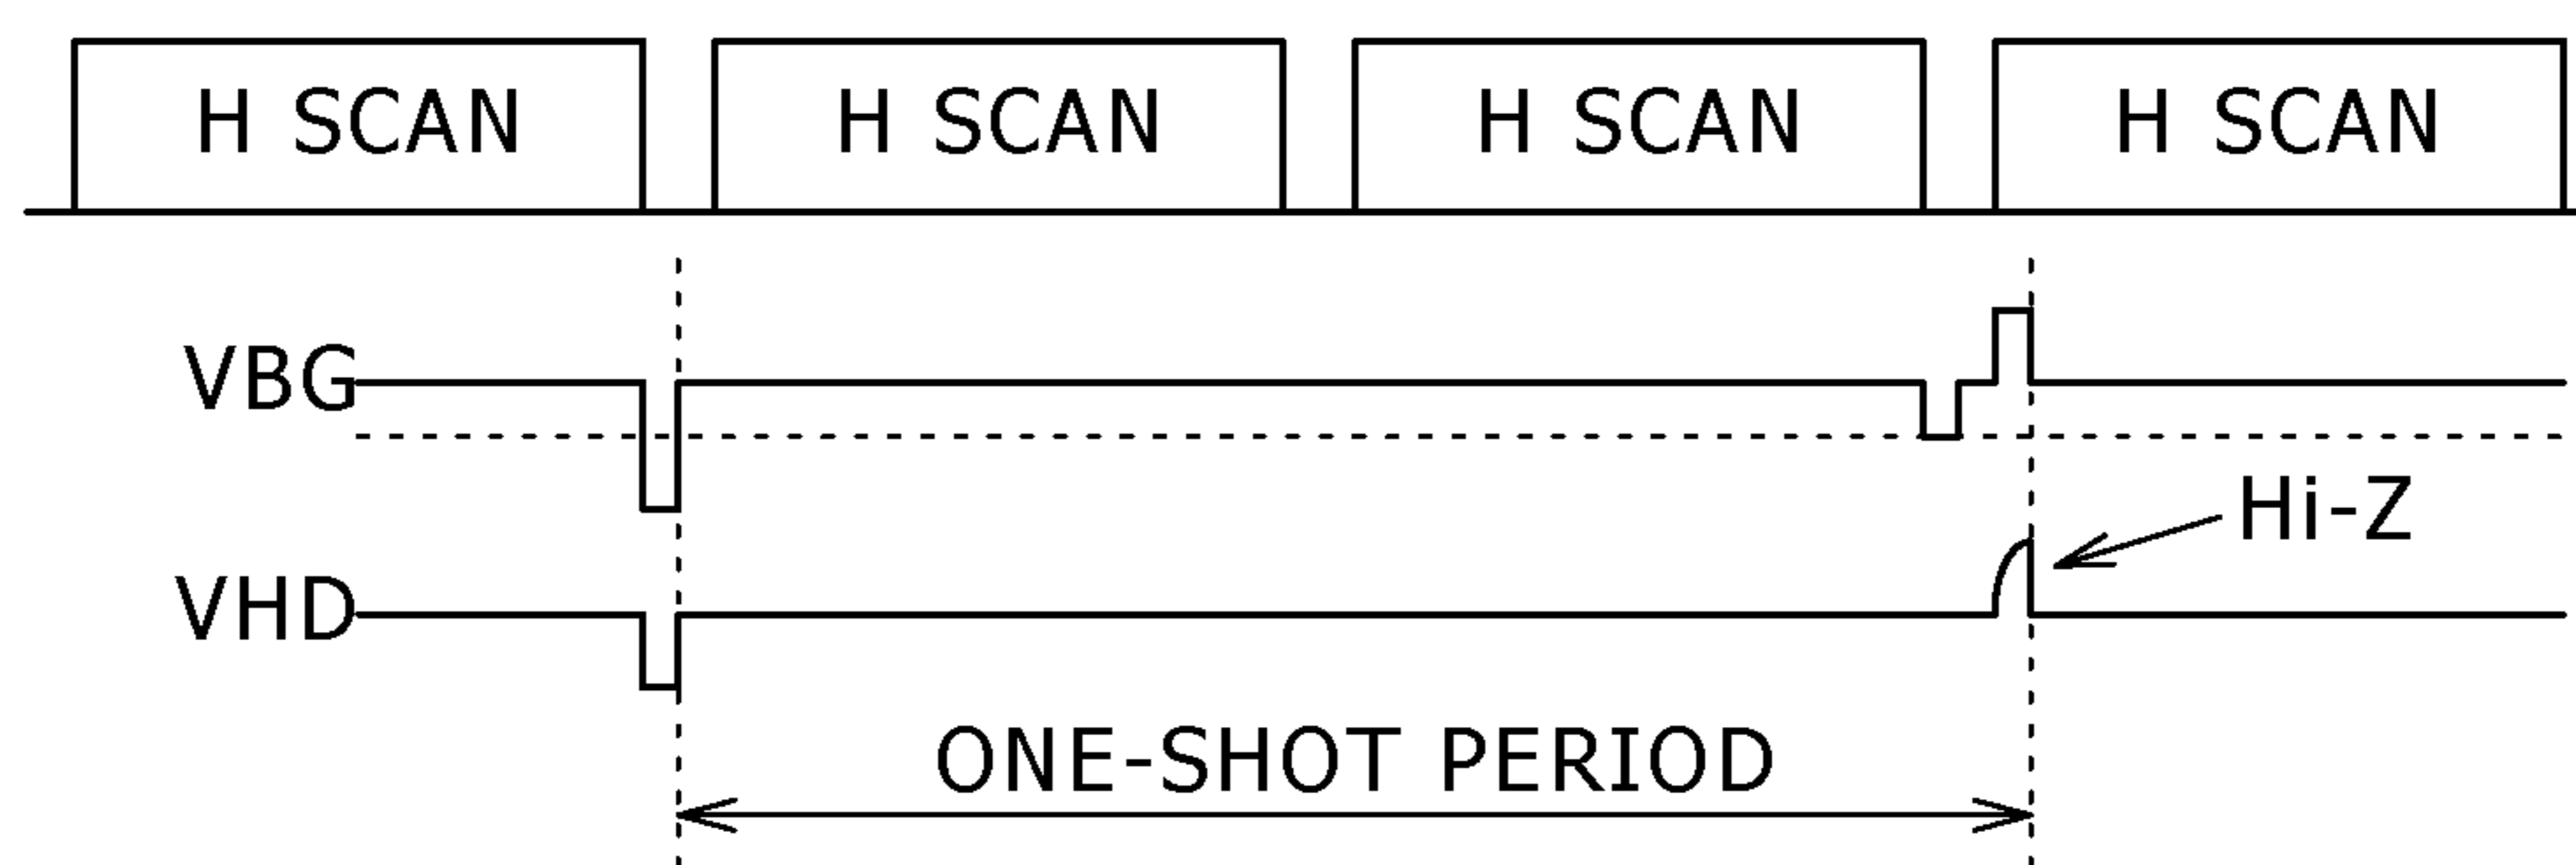 H SCAN H SCAN H SCAN H SCAN
VBG
Hi-Z
VHD
ONE-SHOT PERIOD